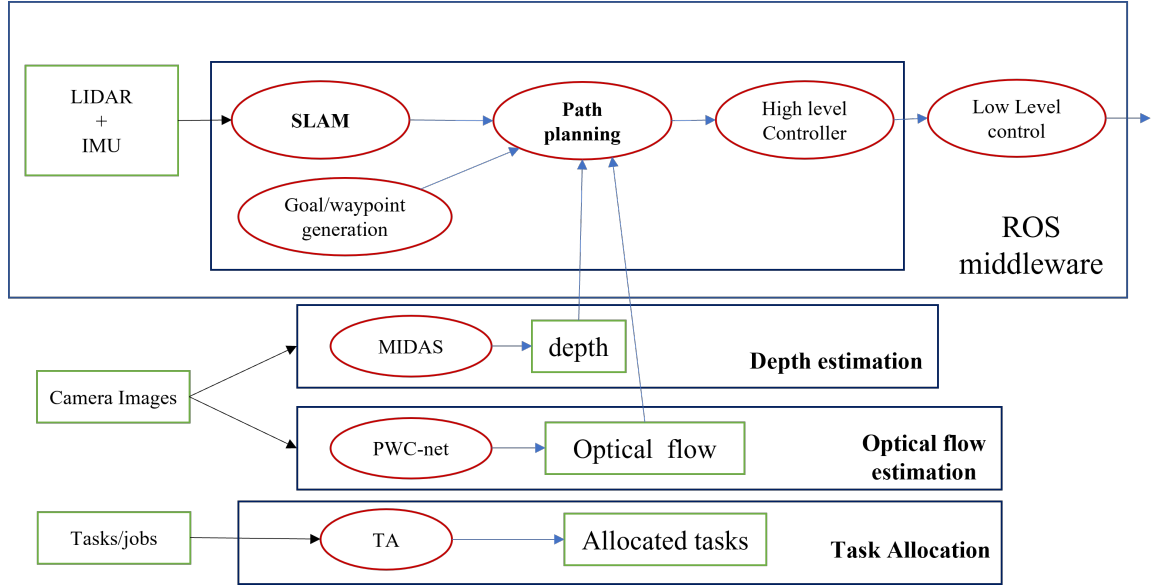 LIDAR
+
IMU
SLAM
Path
planning
High level
Controller
Low Level
control
Goal/waypoint
generation
ROS
middleware
MIDAS
depth
Depth estimation
Camera Images
PWC-net
Optical flow
Optical flow
estimation
Tasks/jobs
TA
Allocated tasks
Task Allocation